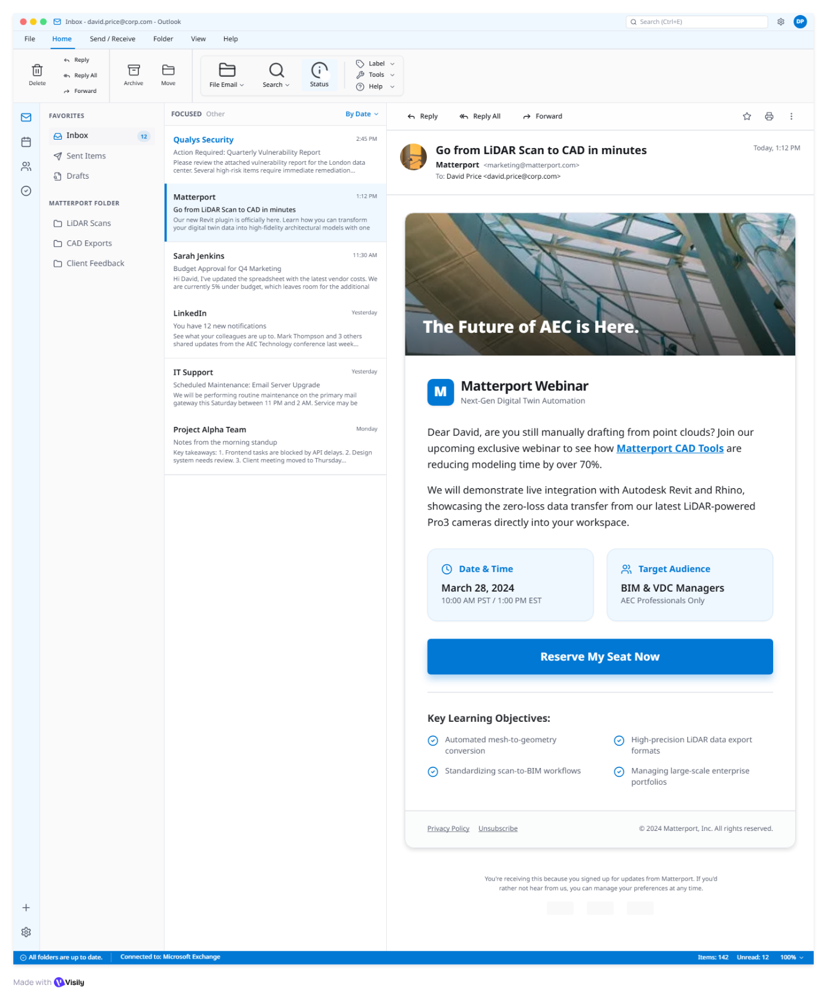 Inbox - david.price@corp.com - Outlook
Search (Ctrl+E)
DP
File
Home
Send / Receive
Folder
View
Help
Delete
Reply
Reply All
Forward
Archive
Move
File Email
Search
Status
Label
Tools
Help
FAVORITES
Inbox
12
Sent Items
Drafts
MATTERPORT FOLDER
LiDAR Scans
CAD Exports
Client Feedback
FOCUSED
Other
By Date
Qualys Security
2:45 PM
Action Required: Quarterly Vulnerability Report
Please review the attached vulnerability report for the London data
center. Several high-risk items require immediate remediation...
Matterport
1:12 PM
Go from LiDAR Scan to CAD in minutes
Our new Revit plugin is officially here. Learn how you can transform
your digital twin data into high-fidelity architectural models with one
Sarah Jenkins
11:30 AM
Budget Approval for Q4 Marketing
Hi David, I've updated the spreadsheet with the latest vendor costs. We
are currently 5% under budget, which leaves room for the additional
LinkedIn
Yesterday
You have 12 new notifications
See what your colleagues are up to. Mark Thompson and 3 others
shared updates from the AEC Technology conference last week...
IT Support
Yesterday
Scheduled Maintenance: Email Server Upgrade
We will be performing routine maintenance on the primary mail
gateway this Saturday between 11 PM and 2 AM. Service may be
Project Alpha Team
Monday
Notes from the morning standup
Key takeaways: 1. Frontend tasks are blocked by API delays. 2. Design
system needs review. 3. Client meeting moved to Thursday...
Reply
Reply All
Forward
Go from LiDAR Scan to CAD in minutes
Today, 1:12 PM
Matterport <marketing@matterport.com>
To: David Price <david.price@corp.com>
The Future of AEC is Here.
M
Matterport Webinar
Next-Gen Digital Twin Automation
Dear David, are you still manually drafting from point clouds? Join our
upcoming exclusive webinar to see how Matterport CAD Tools are
reducing modeling time by over 70%.
We will demonstrate live integration with Autodesk Revit and Rhino,
showcasing the zero-loss data transfer from our latest LiDAR-powered
Pro3 cameras directly into your workspace.
Date & Time
March 28, 2024
10:00 AM PST / 1:00 PM EST
Target Audience
BIM & VDC Managers
AEC Professionals Only
Reserve My Seat Now
Key Learning Objectives:
Automated mesh-to-geometry
conversion
High-precision LiDAR data export
formats
Standardizing scan-to-BIM workflows
Managing large-scale enterprise
portfolios
Privacy Policy
Unsubscribe
© 2024 Matterport, Inc. All rights reserved.
You're receiving this because you signed up for updates from Matterport. If you'd
rather not hear from us, you can manage your preferences at any time.
All folders are up to date.
Connected to: Microsoft Exchange
Items: 142
Unread: 12
100%
Made with Visily